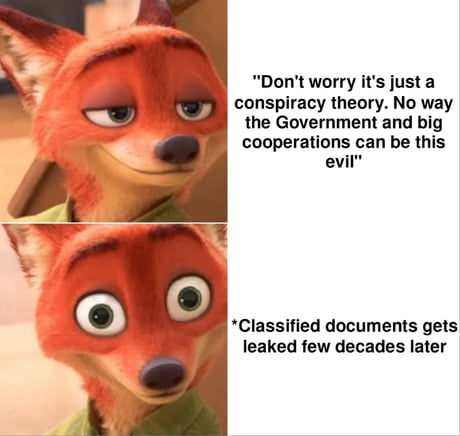 "Don't worry it's just a
conspiracy theory. No way
the Government and big
cooperations can be this
evil"
*Classified documents gets
leaked few decades later